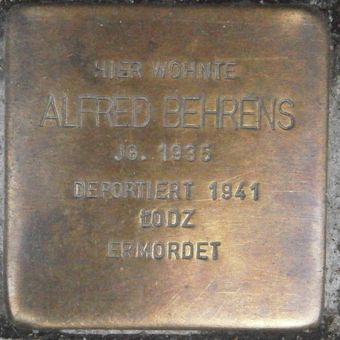 HIER WOHNTE
ALFRED BEHRENS
JG. 1935
DEPORTIERT 1941
ŁODZ
ERMORDET